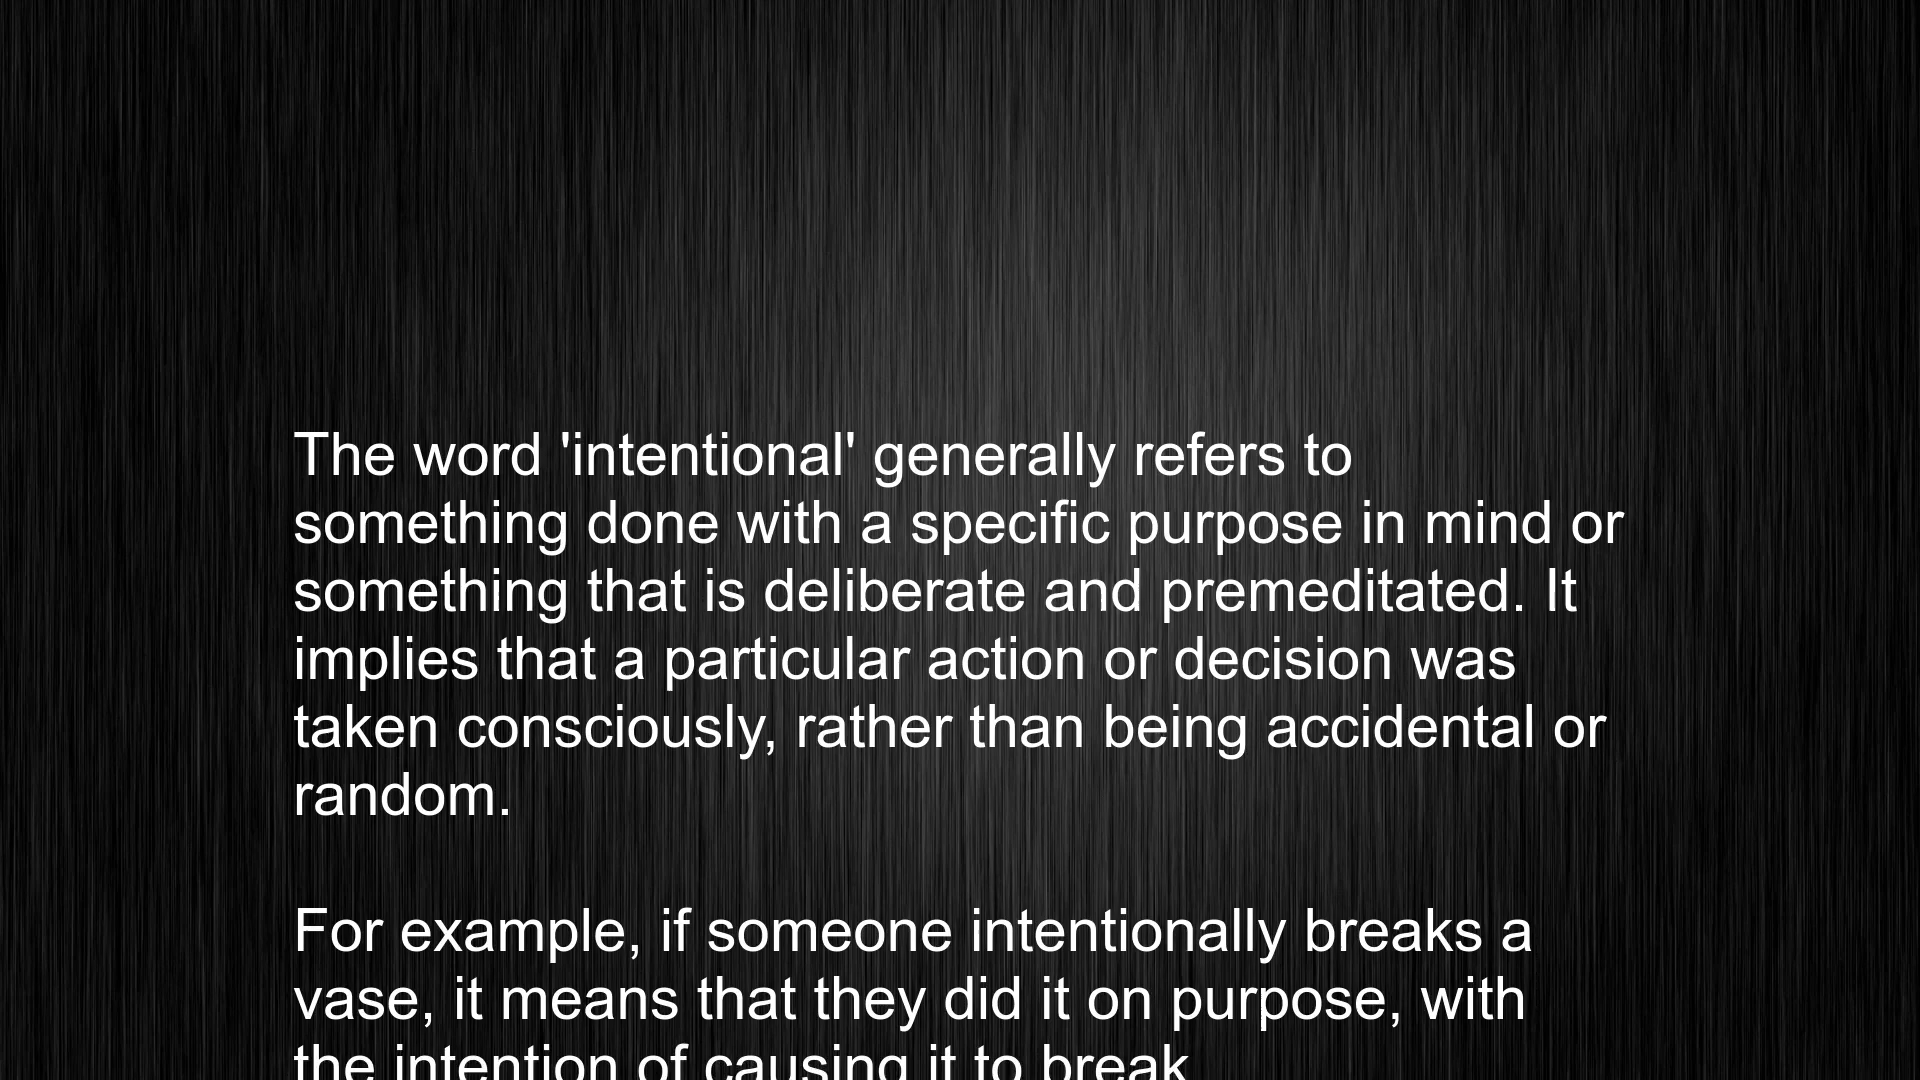 The word 'intentional' generally refers to
something done with a specific purpose in mind or
something that is deliberate and premeditated. It
implies that a particular action or decision was
taken consciously, rather than being accidental or
random.
For example, if someone intentionally breaks a
vase, it means that they did it on purpose, with
the intention of causing it to break